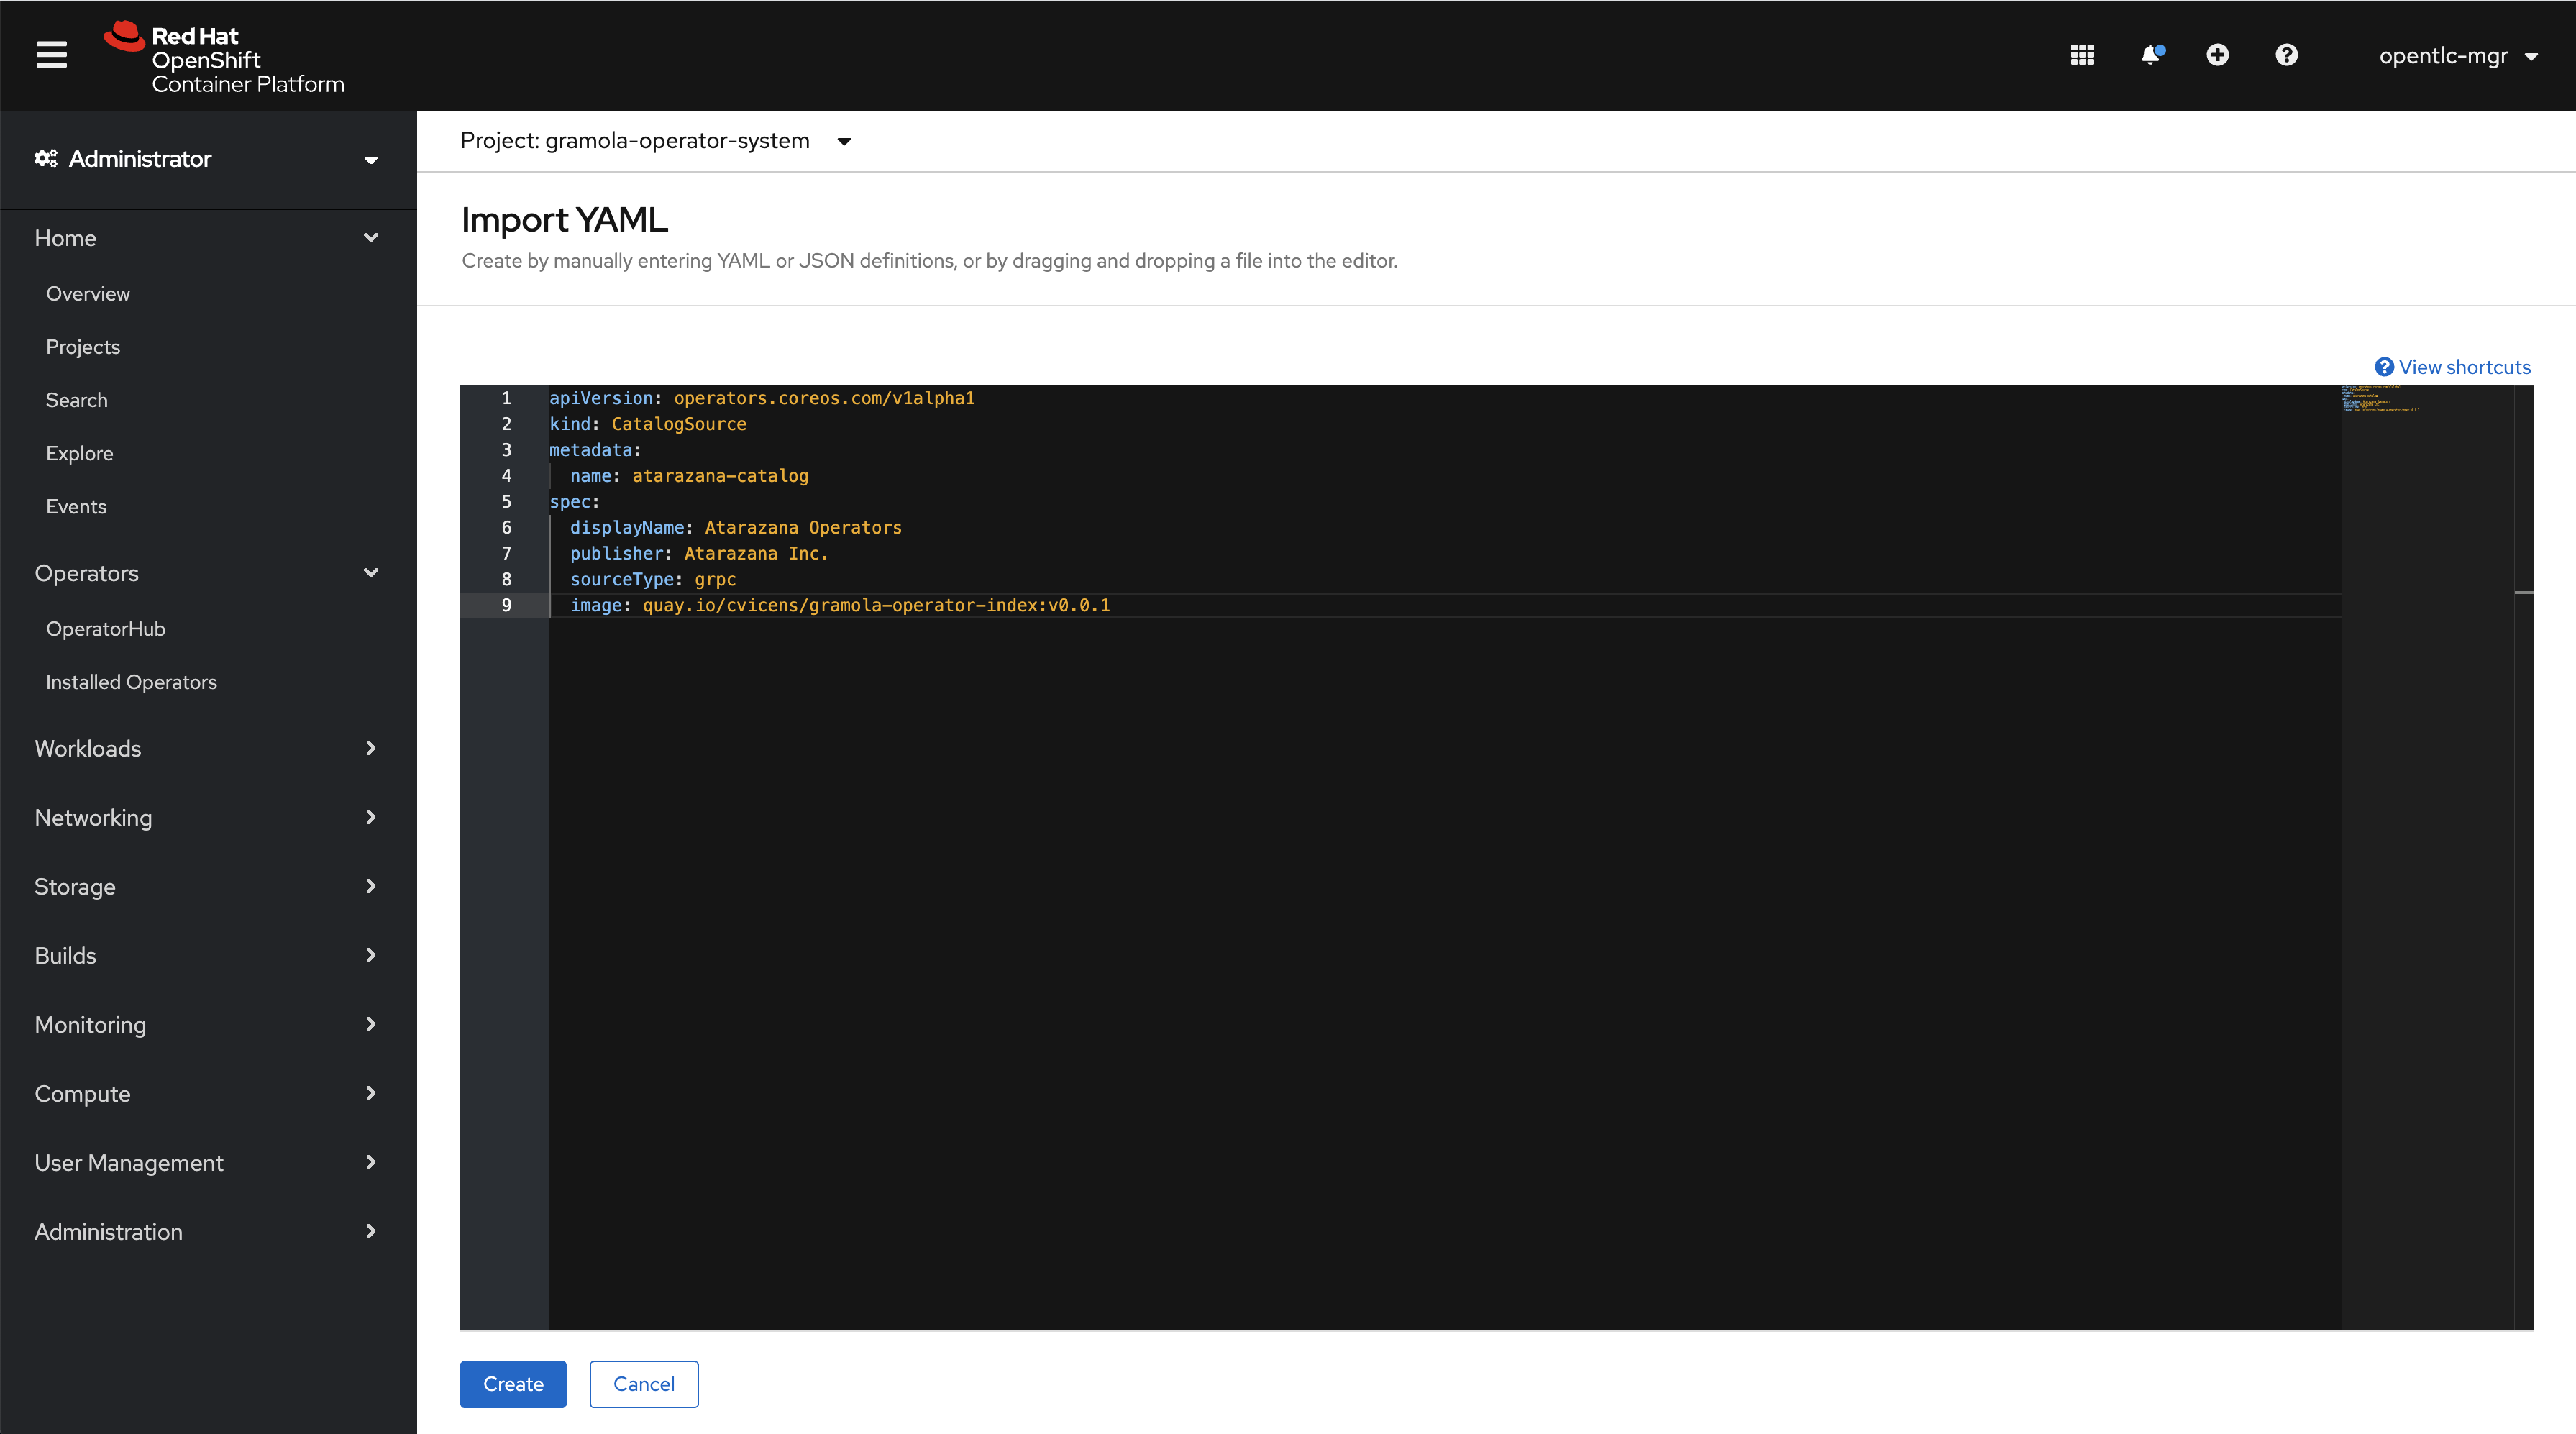 Red Hat
OpenShift
Container Platform
opentlc-mgr
Administrator
Home
Overview
Projects
Search
Explore
Events
Operators
OperatorHub
Installed Operators
Workloads
Networking
Storage
Builds
Monitoring
Compute
User Management
Administration
Project: gramola-operator-system
Import YAML
Create by manually entering YAML or JSON definitions, or by dragging and dropping a file into the editor.
View shortcuts
1 apiVersion: operators.coreos.com/v1alpha1
2 kind: CatalogSource
3 metadata:
4   name: atarazana-catalog
5 spec:
6   displayName: Atarazana Operators
7   publisher: Atarazana Inc.
8   sourceType: grpc
9   image: quay.io/cvicens/gramola-operator-index:v0.0.1
Create Cancel